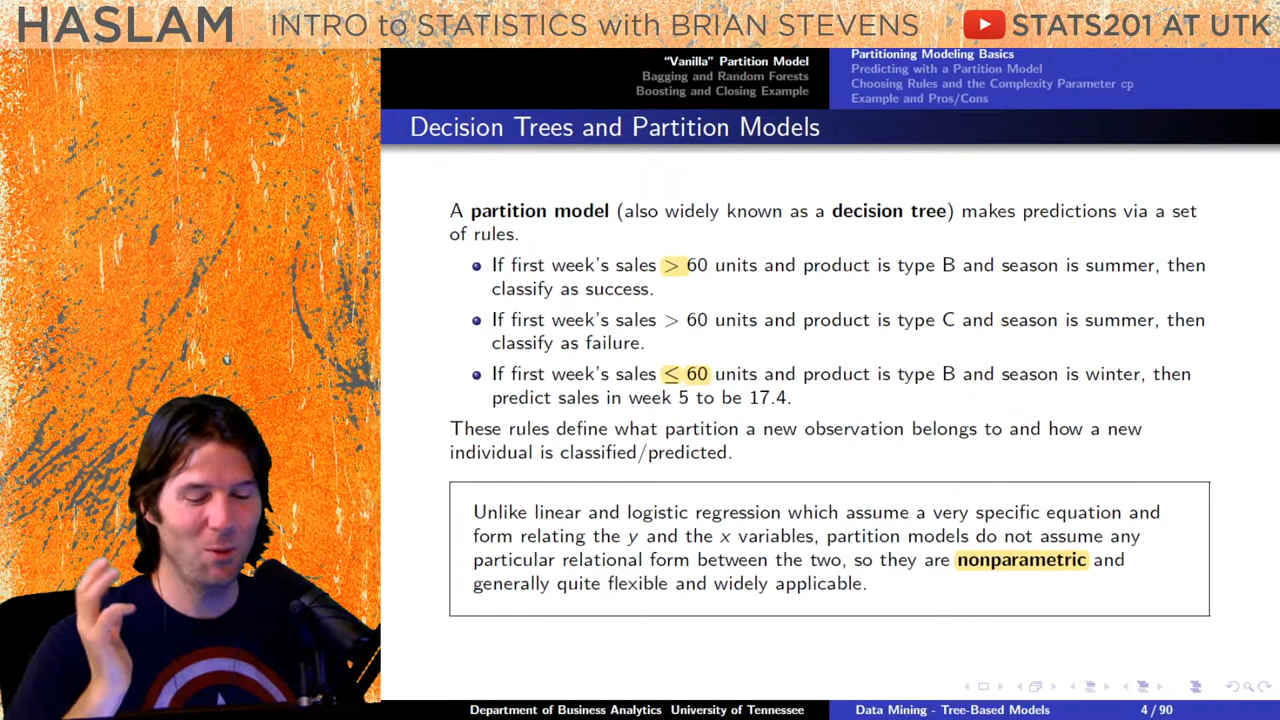 HASLAM INTRO to STATISTICS with BRIAN STEVENS STATS201 AT UTK
“Vanilla” Partition Model
Bagging and Random Forests
Boosting and Closing Example
Partitioning Modeling Basics
Predicting with a Partition Model
Choosing Rules and the Complexity Parameter cp
Example and Pros/Cons
Decision Trees and Partition Models
A partition model (also widely known as a decision tree) makes predictions via a set
of rules.
If first week's sales > 60 units and product is type B and season is summer, then
classify as success.
If first week's sales > 60 units and product is type C and season is summer, then
classify as failure.
If first week's sales ≤ 60 units and product is type B and season is winter, then
predict sales in week 5 to be 17.4.
These rules define what partition a new observation belongs to and how a new
individual is classified/predicted.
Unlike linear and logistic regression which assume a very specific equation and
form relating the y and the x variables, partition models do not assume any
particular relational form between the two, so they are nonparametric and
generally quite flexible and widely applicable.
Department of Business Analytics University of Tennessee Data Mining - Tree-Based Models 4 / 90